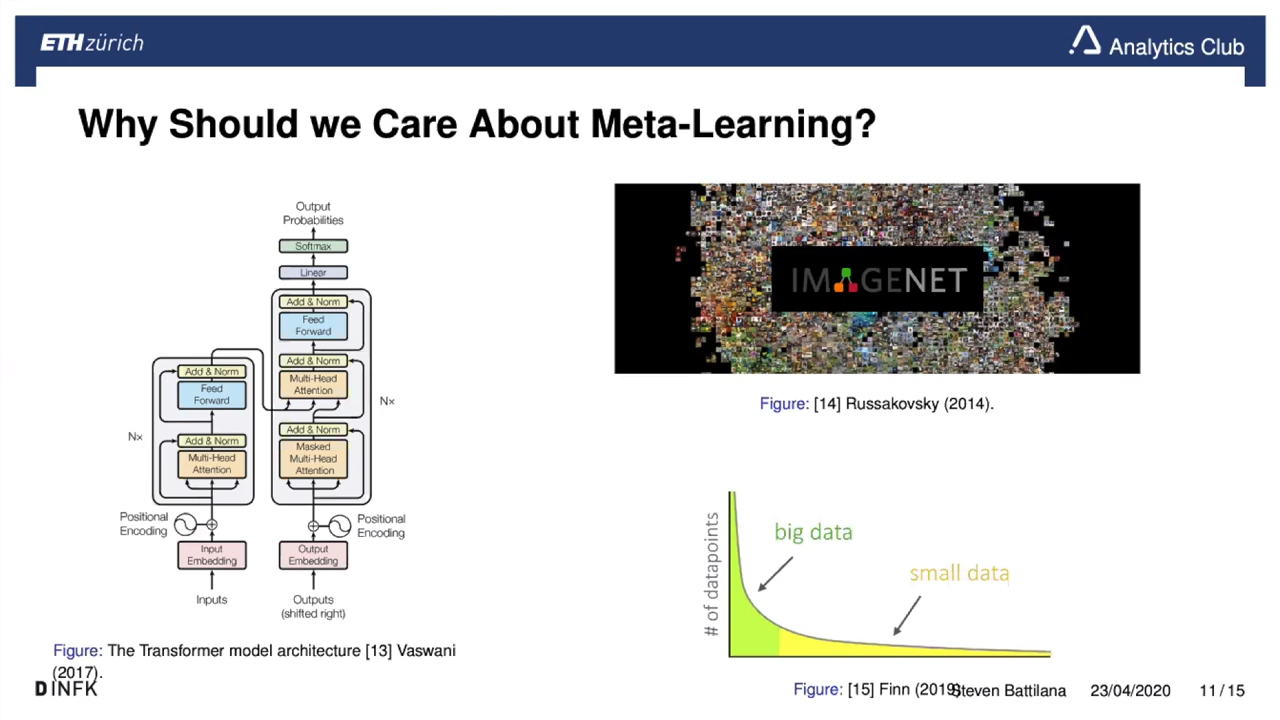 ETH zürich
Analytics Club
Why Should we Care About Meta-Learning?
Output
Probabilities
Softmax
Linear
Add & Norm
Feed
Forward
Add & Norm
Multi-Head
Attention
Add & Norm
Masked
Multi-Head
Attention
Nx
Add & Norm
Feed
Forward
Add & Norm
Multi-Head
Attention
Nx
Positional
Encoding
Positional
Encoding
Input
Embedding
Output
Embedding
Inputs
Outputs
(shifted right)
Figure: The Transformer model architecture [13] Vaswani
(2017).
IMAGENET
Figure: [14] Russakovsky (2014).
# of datapoints
big data
small data
Figure: [15] Finn (2019)
D INFK
Steven Battilana
23/04/2020
11 / 15